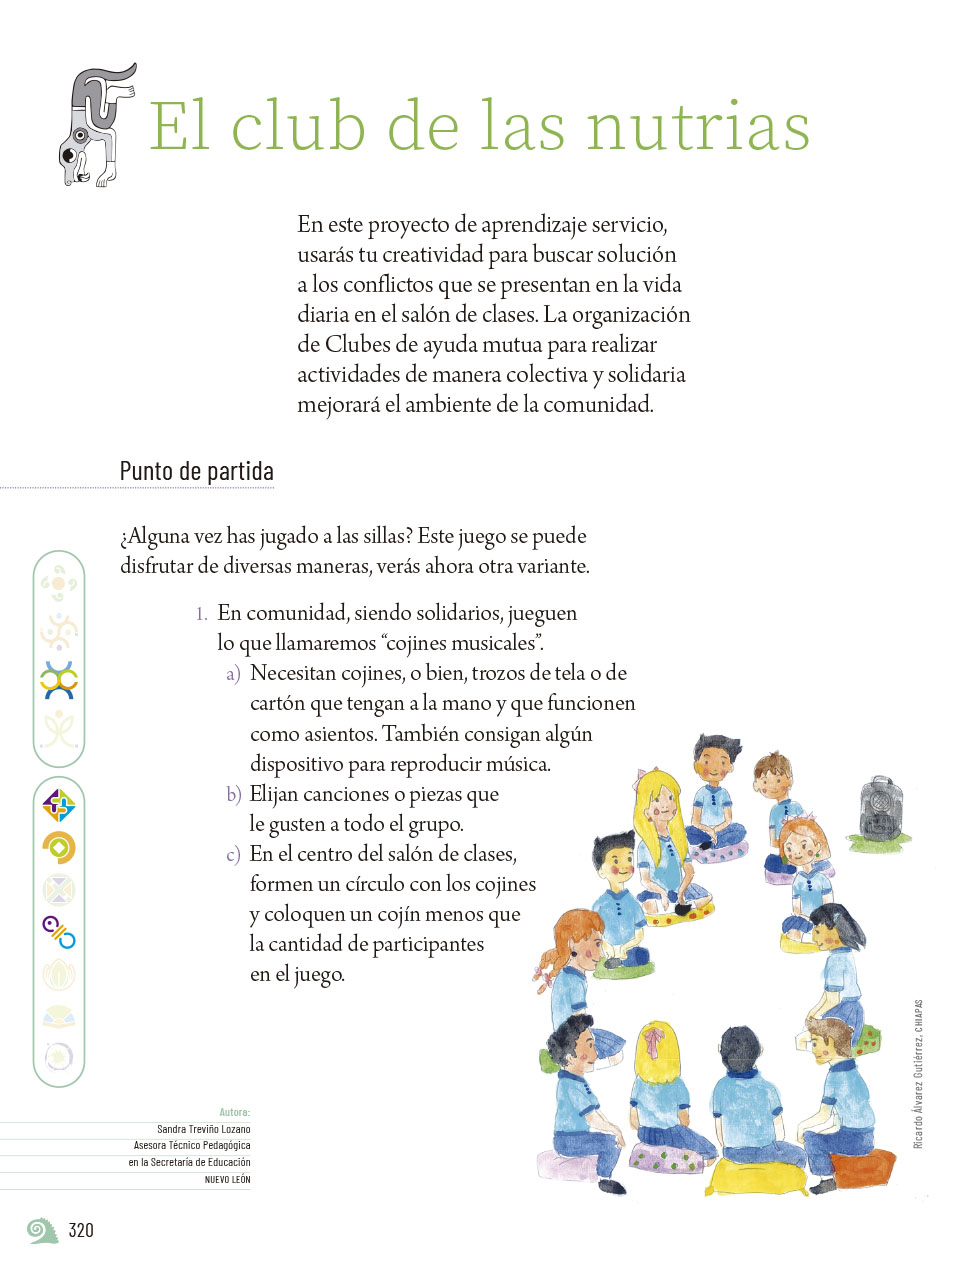 El club de las nutrias
En este proyecto de aprendizaje servicio,
usarás tu creatividad para buscar solución
a los conflictos que se presentan en la vida
diaria en el salón de clases. La organización
de Clubes de ayuda mutua para realizar
actividades de manera colectiva y solidaria
mejorará el ambiente de la comunidad.
Punto de partida
¿Alguna vez has jugado a las sillas? Este juego se puede
disfrutar de diversas maneras, verás ahora otra variante.
1. En comunidad, siendo solidarios, jueguen
lo que llamaremos “cojines musicales”.
a) Necesitan cojines, o bien, trozos de tela o de
cartón que tengan a la mano y que funcionen
como asientos. También consigan algún
dispositivo para reproducir música.
b) Elijan canciones o piezas que
le gusten a todo el grupo.
c) En el centro del salón de clases,
formen un círculo con los cojines
y coloquen un cojín menos que
la cantidad de participantes
en el juego.
Ricardo Álvarez Gutiérrez, CHIAPAS
Autora:
Sandra Treviño Lozano
Asesora Técnico Pedagógica
en la Secretaría de Educación
NUEVO LEÓN
320